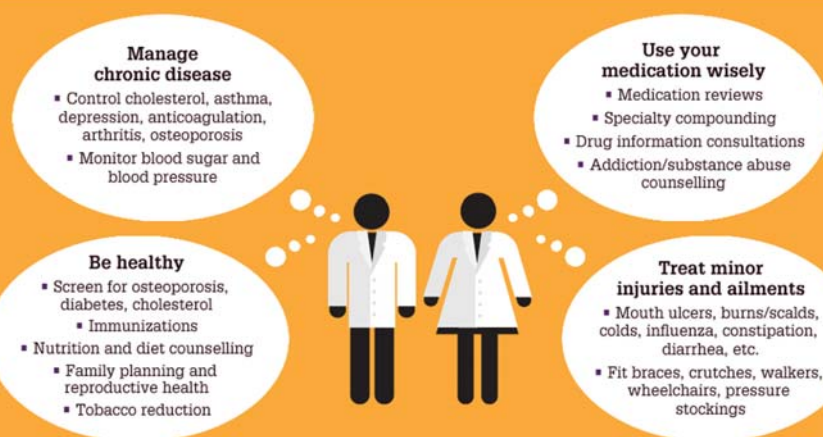 Manage
chronic disease
▪ Control cholesterol, asthma,
depression, anticoagulation,
arthritis, osteoporosis
▪ Monitor blood sugar and
blood pressure
Use your
medication wisely
▪ Medication reviews
▪ Specialty compounding
▪ Drug information consultations
▪ Addiction/substance abuse
counselling
Be healthy
▪ Screen for osteoporosis,
diabetes, cholesterol
▪ Immunizations
▪ Nutrition and diet counselling
▪ Family planning and
reproductive health
▪ Tobacco reduction
Treat minor
injuries and ailments
▪ Mouth ulcers, burns/scalds,
colds, influenza, constipation,
diarrhea, etc.
▪ Fit braces, crutches, walkers,
wheelchairs, pressure
stockings